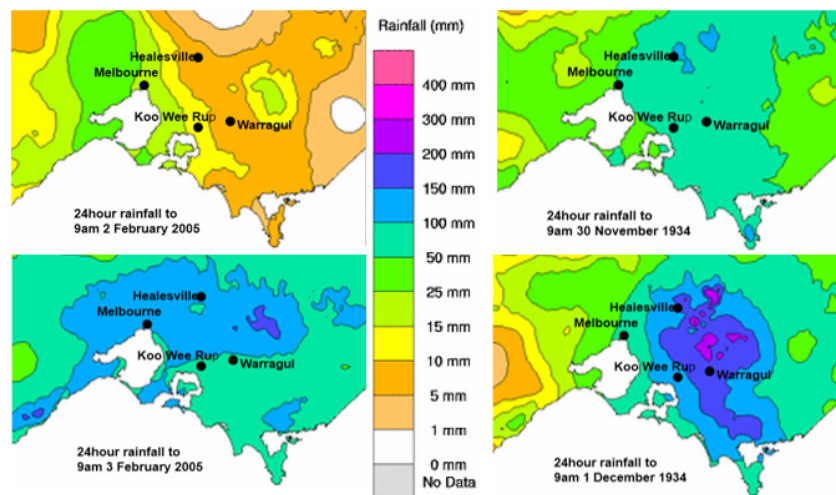 Healesville
Melbourne
Koo Wee Rup
Warragul
24hour rainfall to
9am 2 February 2005
Rainfall (mm)
400 mm
300 mm
200 mm
150 mm
100 mm
50 mm
25 mm
15 mm
10 mm
5 mm
1 mm
0 mm
No Data
Healesville
Melbourne
Koo Wee Rup
Warragul
24hour rainfall to
9am 30 November 1934
Healesville
Melbourne
Koo Wee Rup
Warragul
24hour rainfall to
9am 3 February 2005
Healesville
Melbourne
Koo Wee Rup
Warragul
24hour rainfall to
9am 1 December 1934